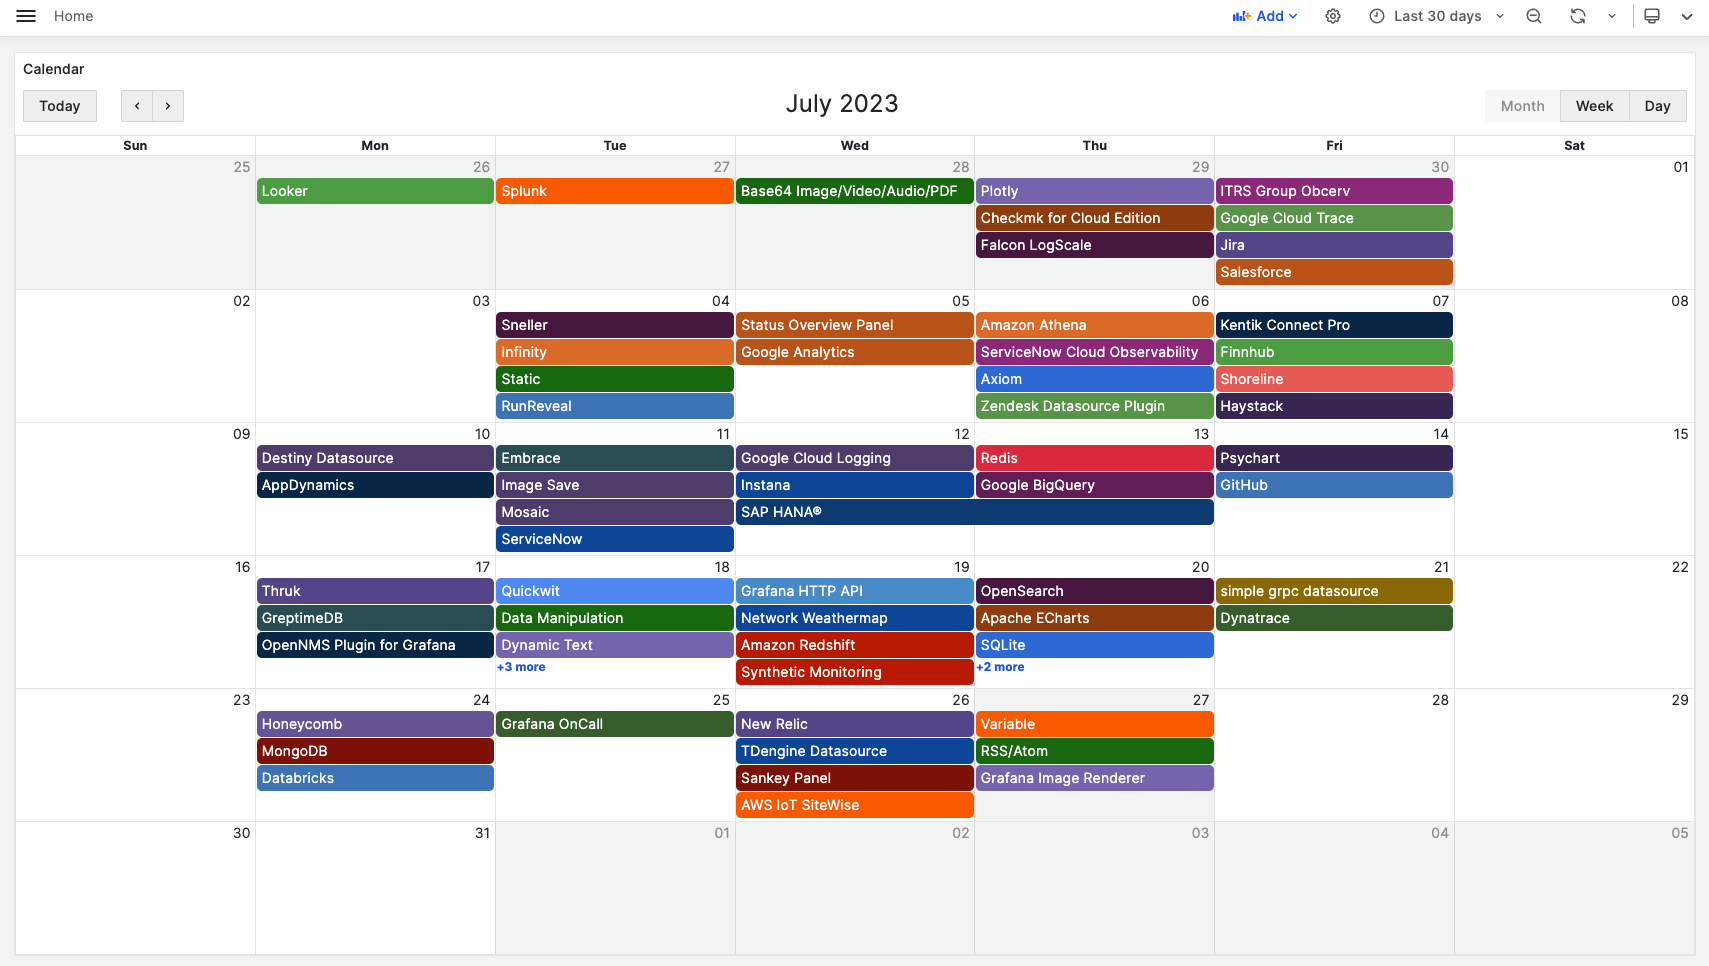 Home
Add
Last 30 days
Calendar
Today
July 2023
Month Week Day
Sun Mon Tue Wed Thu Fri Sat
25 26 27 28 29 30 01
Looker Splunk Base64 Image/Video/Audio/PDF Plotly ITRS Group Obcerv
Checkmk for Cloud Edition Google Cloud Trace
Falcon LogScale Jira
Salesforce
02 03 04 05 06 07 08
Sneller Status Overview Panel Amazon Athena Kentik Connect Pro
Infinity Google Analytics ServiceNow Cloud Observability Finnhub
Static Axiom Shoreline
RunReveal Zendesk Datasource Plugin Haystack
09 10 11 12 13 14 15
Destiny Datasource Embrace Google Cloud Logging Redis Psychart
AppDynamics Image Save Instana Google BigQuery GitHub
Mosaic SAP HANA®
ServiceNow
16 17 18 19 20 21 22
Thruk Quickwit Grafana HTTP API OpenSearch simple grpc datasource
GreptimeDB Data Manipulation Network Weathermap Apache ECharts Dynatrace
OpenNMS Plugin for Grafana Dynamic Text Amazon Redshift SQLite
+3 more Synthetic Monitoring +2 more
23 24 25 26 27 28 29
Honeycomb Grafana OnCall New Relic Variable
MongoDB TDengine Datasource RSS/Atom
Databricks Sankey Panel Grafana Image Renderer
AWS IoT SiteWise
30 31 01 02 03 04 05